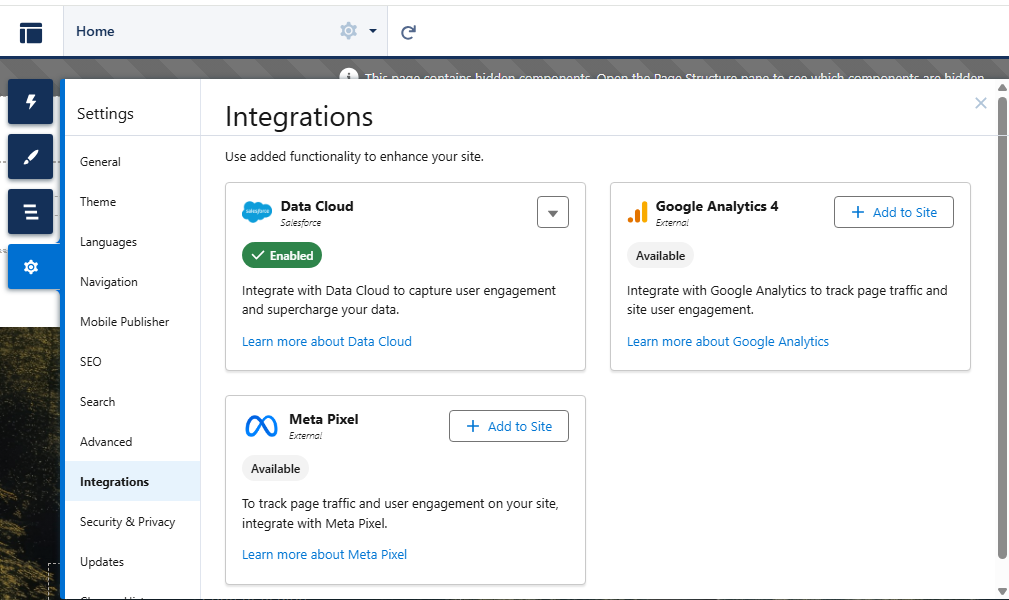 Home
This page contains hidden components. Open the Page Structure pane to see which components are hidden
Settings
General
Theme
Languages
Navigation
Mobile Publisher
SEO
Search
Advanced
Integrations
Security & Privacy
Updates
Integrations
Use added functionality to enhance your site.
salesforce
Data Cloud
Salesforce
Enabled
Integrate with Data Cloud to capture user engagement
and supercharge your data.
Learn more about Data Cloud
Google Analytics 4
External
Add to Site
Available
Integrate with Google Analytics to track page traffic and
site user engagement.
Learn more about Google Analytics
Meta Pixel
External
Add to Site
Available
To track page traffic and user engagement on your site,
integrate with Meta Pixel.
Learn more about Meta Pixel